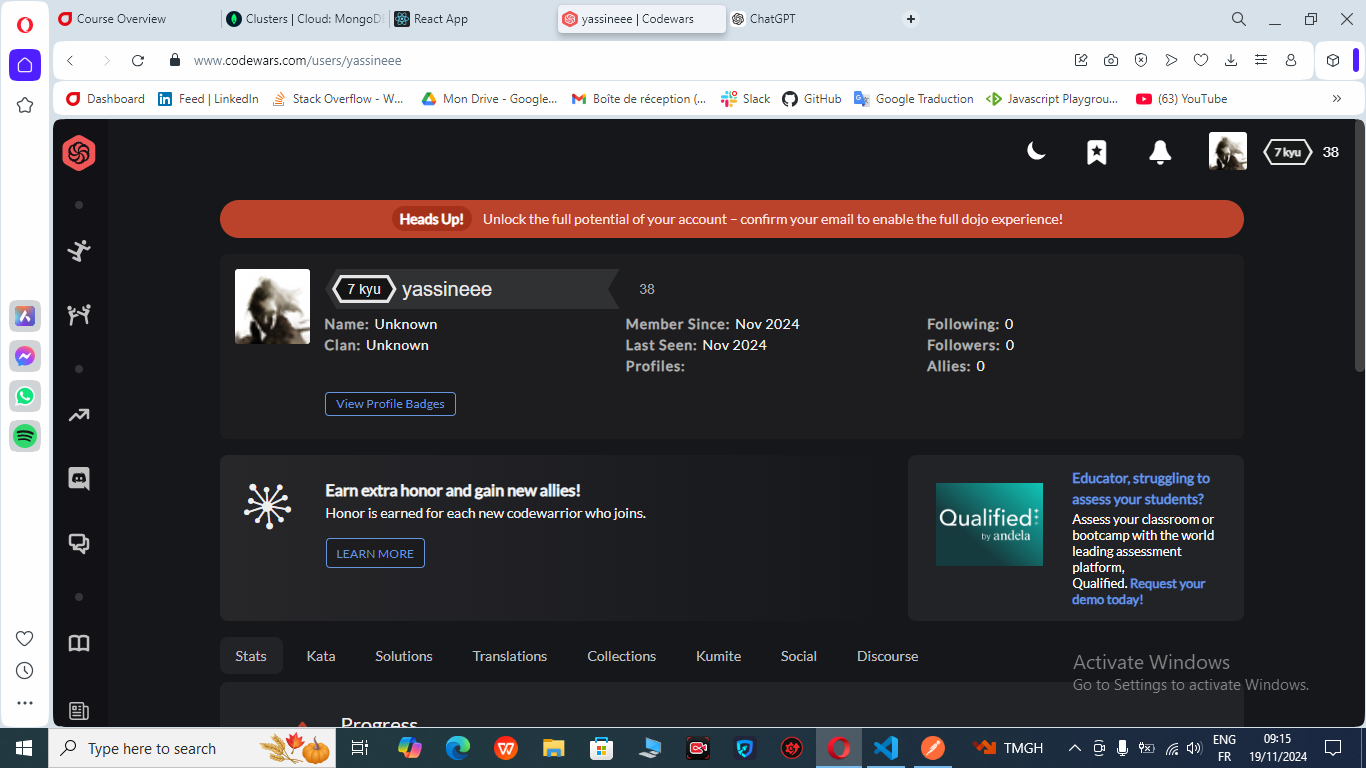 Course Overview
Clusters | Cloud: MongoD
React App
yassineee | Codewars
ChatGPT
www.codewars.com/users/yassineee
Dashboard
Feed | LinkedIn
Stack Overflow - W...
Mon Drive - Google...
Boîte de réception (...
Slack
GitHub
Google Traduction
Javascript Playgrou...
(63) YouTube
7 kyu
38
Heads Up! Unlock the full potential of your account – confirm your email to enable the full dojo experience!
7 kyu yassineee
38
Name: Unknown
Clan: Unknown
Member Since: Nov 2024
Last Seen: Nov 2024
Profiles:
Following: 0
Followers: 0
Allies: 0
View Profile Badges
Earn extra honor and gain new allies!
Honor is earned for each new codewarrior who joins.
LEARN MORE
Qualified
by andela
Educator, struggling to
assess your students?
Assess your classroom or
bootcamp with the world
leading assessment
platform,
Qualified. Request your
demo today!
Stats
Kata
Solutions
Translations
Collections
Kumite
Social
Discourse
Progress
Activate Windows
Go to Settings to activate Windows.
Type here to search
TMGH
ENG
FR
09:15
19/11/2024